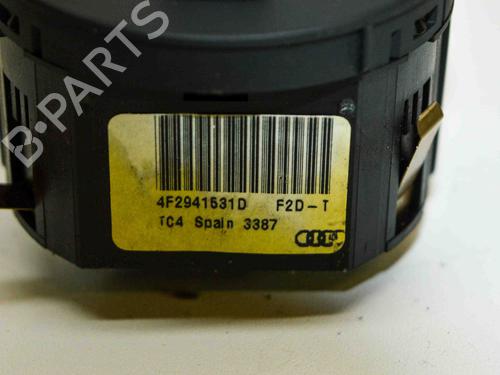 B-PARTS
4F2941531D F2D-T
TC4 Spain 3387